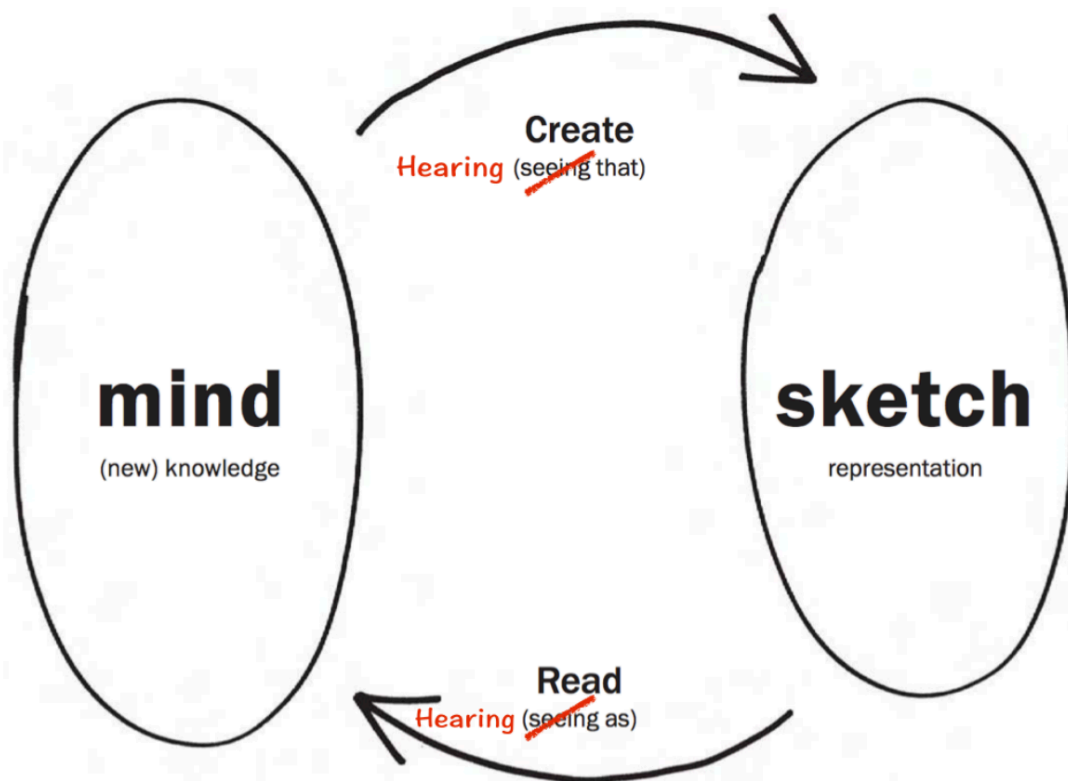 Create
Hearing (seeing that)
mind
(new) knowledge
sketch
representation
Read
Hearing (seeing as)